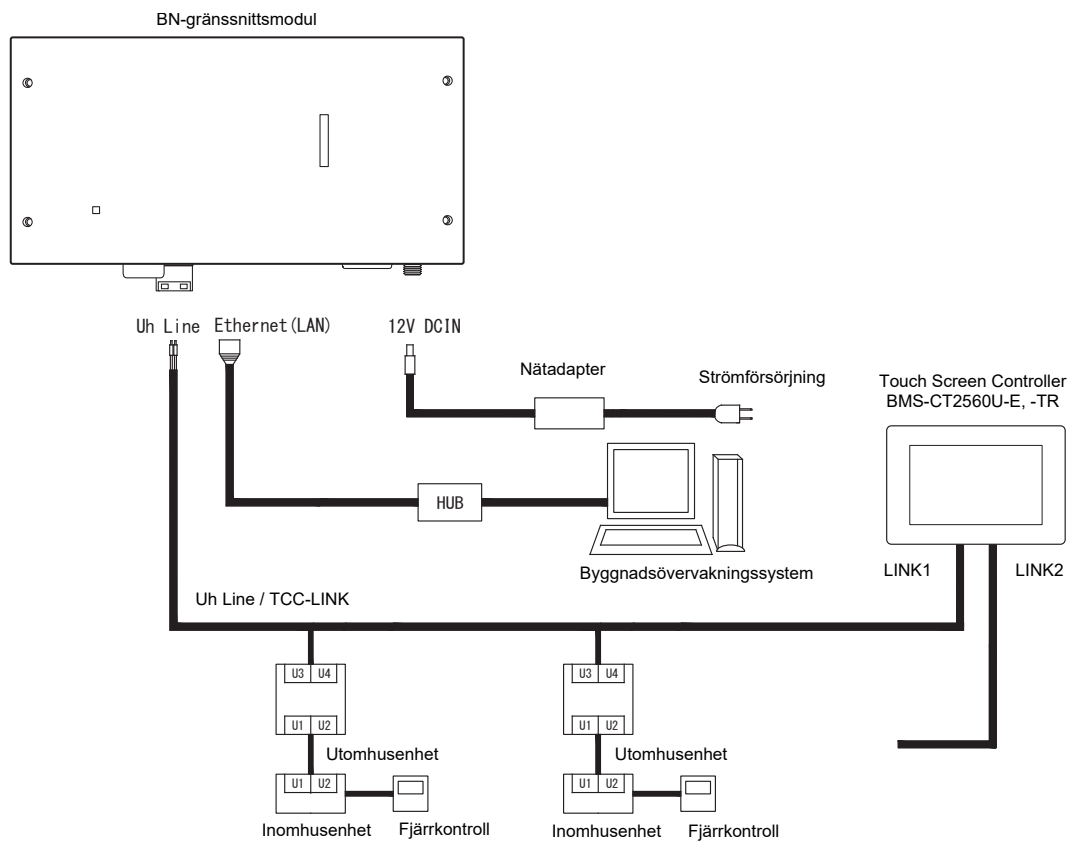 BN-gränssnittsmodul
Uh Line
Ethernet(LAN)
12V DCIN
Nätadapter
Strömförsörjning
Touch Screen Controller
BMS-CT2560U-E, -TR
HUB
Byggnadsövervakningssystem
LINK1
LINK2
Uh Line / TCC-LINK
U3 U4
U1 U2
Utomhusenhet
U1 U2
Inomhusenhet
Fjärrkontroll
U3 U4
U1 U2
Utomhusenhet
U1 U2
Inomhusenhet
Fjärrkontroll